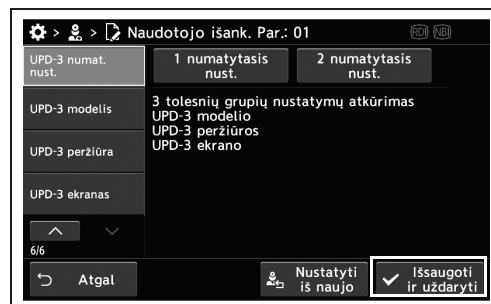 > > Naudotojo išank. Par.: 01 RDI NBI
UPD-3 numat.
nust.
1 numatytasis
nust.
2 numatytasis
nust.
UPD-3 modelis
3 tolesnių grupių nustatymų atkūrimas
UPD-3 modelio
UPD-3 peržiūros
UPD-3 ekrano
UPD-3 peržiūra
UPD-3 ekranas
6/6
Atgal
Nustatyti
iš naujo
Išsaugoti
ir uždaryti